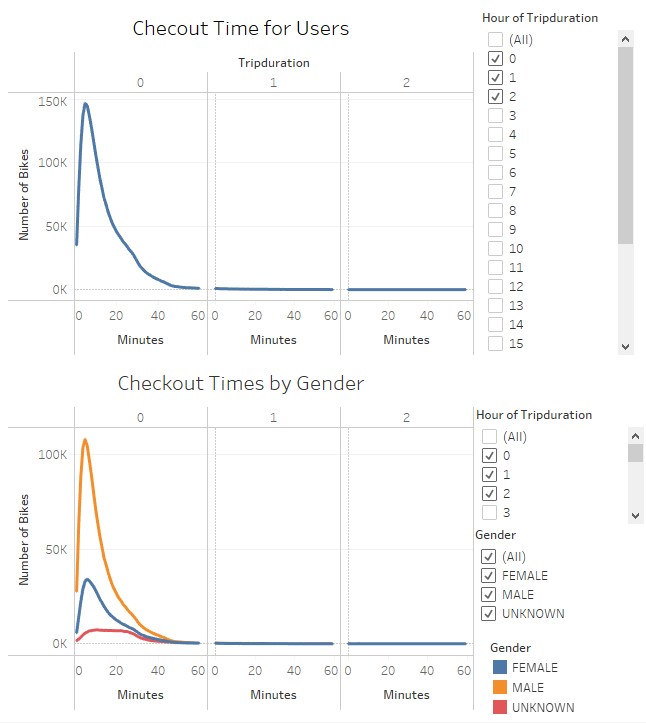 Checout Time for Users
Tripduration
0 1 2
150K
100K
50K
0K
Number of Bikes
0 20 40 60 0 20 40 60 0 20 40 60
Minutes Minutes Minutes
Hour of Tripduration
(All)
0
1
2
3
4
5
6
7
8
9
10
11
12
13
14
15
Checkout Times by Gender
0 1 2
100K
50K
0K
Number of Bikes
0 20 40 60 0 20 40 60 0 20 40 60
Minutes Minutes Minutes
Hour of Tripduration
(All)
0
1
2
3
Gender
(All)
FEMALE
MALE
UNKNOWN
Gender
FEMALE
MALE
UNKNOWN